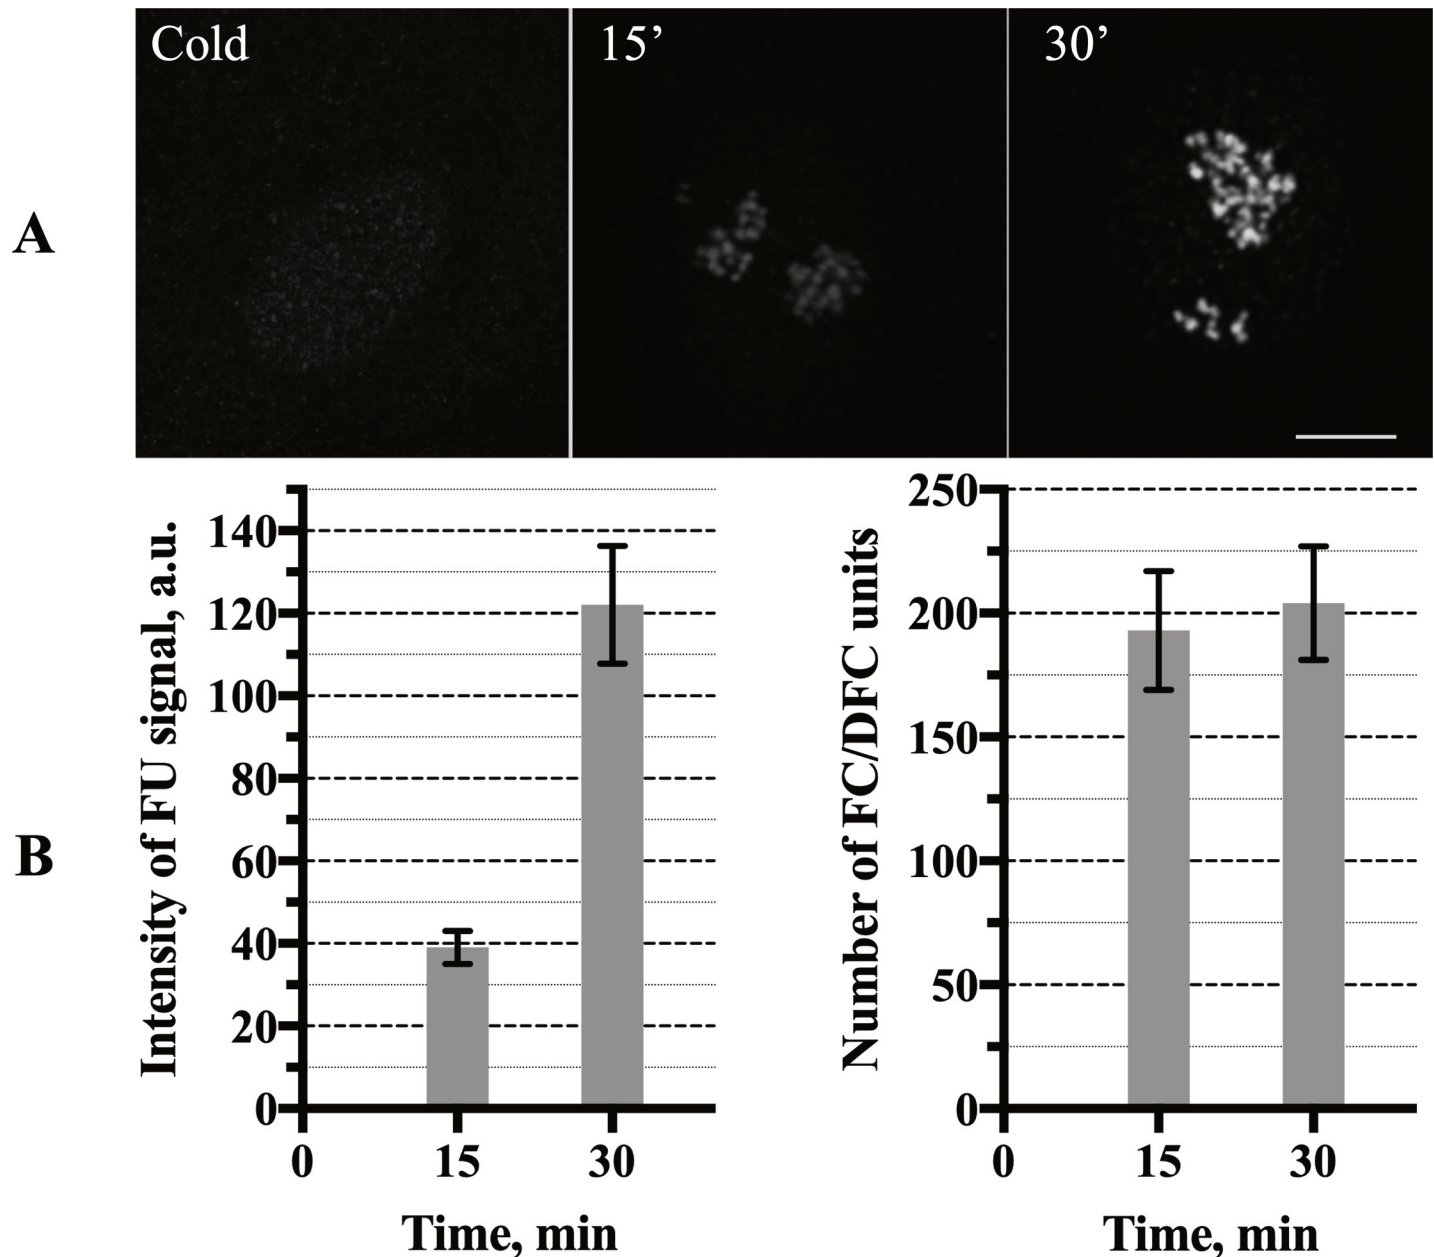 Cold
15’
30’
A
B
Intensity of FU signal, a.u.
140
120
100
80
60
40
20
0
0 15 30
Time, min
Number of FC/DFC units
250
200
150
100
50
0
0 15 30
Time, min